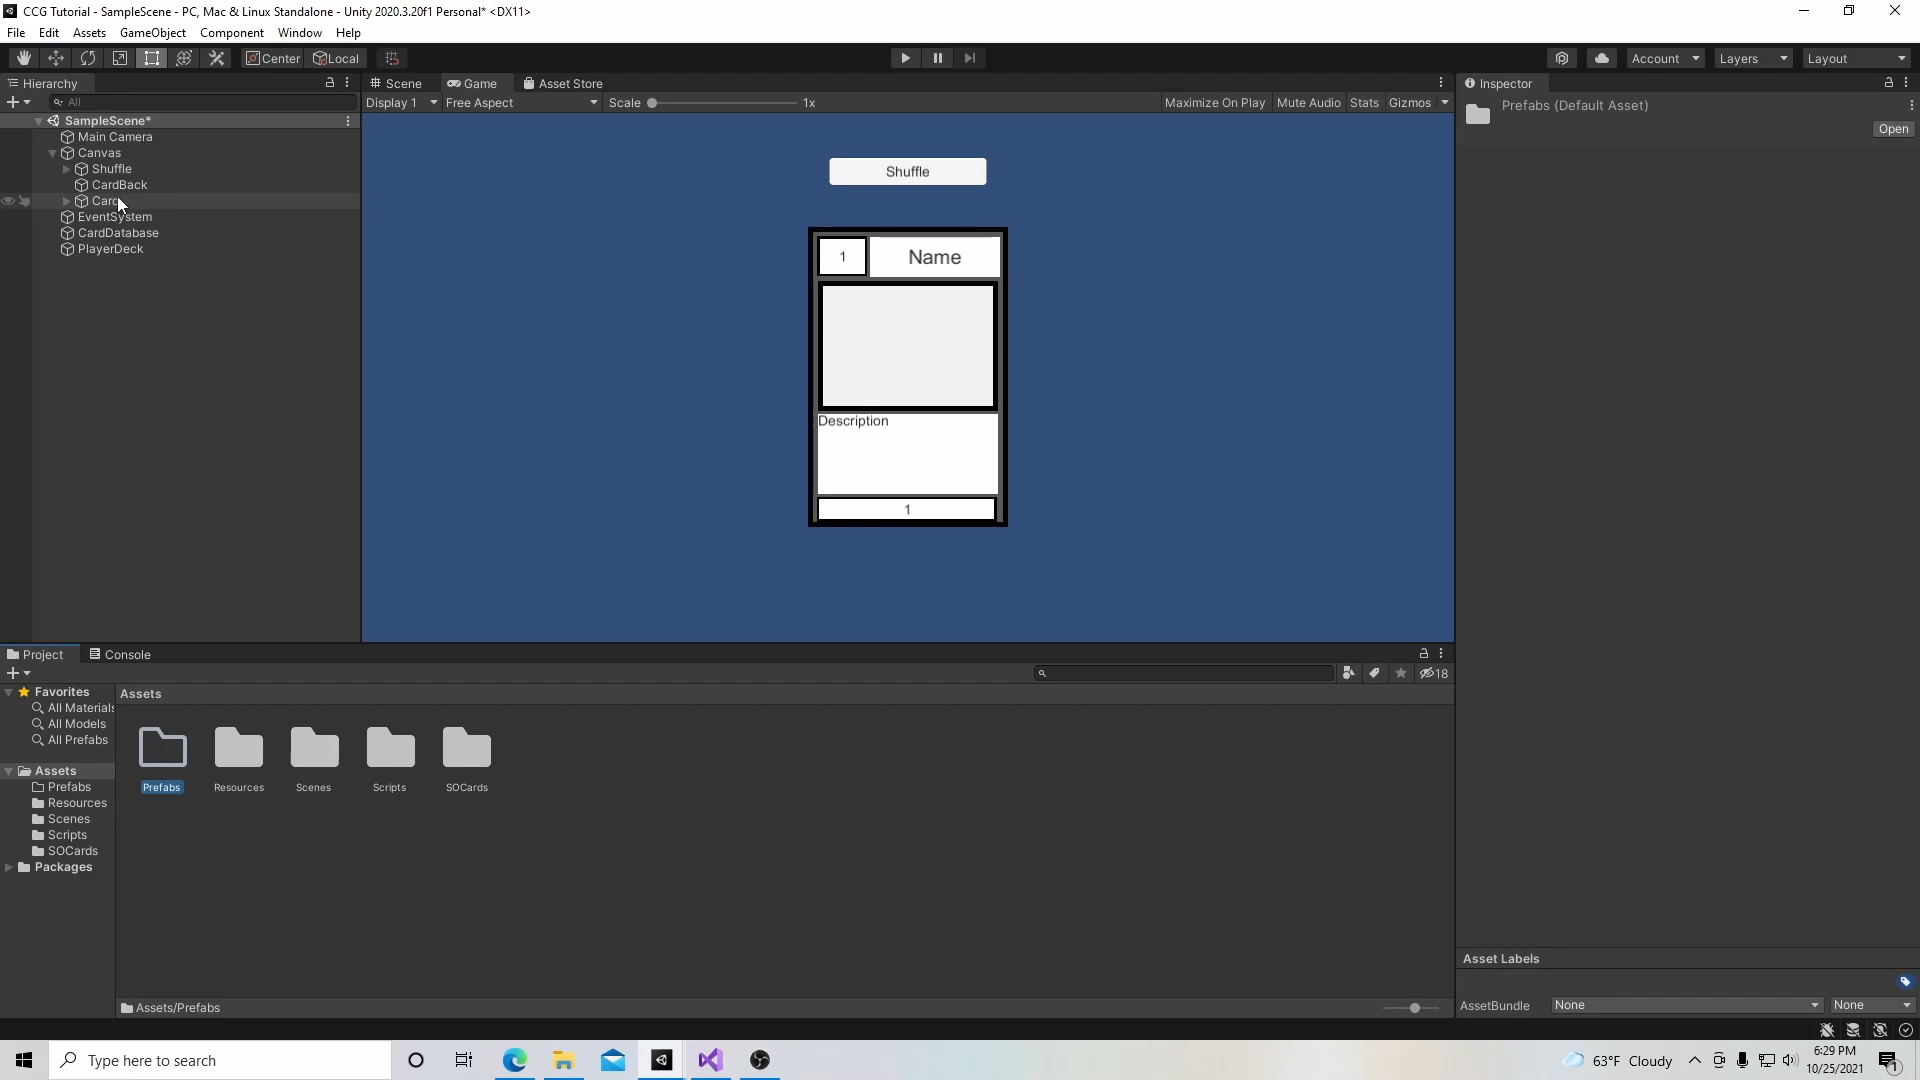 CCG Tutorial - SampleScene - PC, Mac & Linux Standalone - Unity 2020.3.20f1 Personal* <DX11>
File Edit Assets GameObject Component Window Help
Center Local Account Layers Layout
Hierarchy
Scene Game Asset Store
Inspector
All
Display 1 Free Aspect Scale 1x Maximize On Play Mute Audio Stats Gizmos
Prefabs (Default Asset)
Open
SampleScene*
Main Camera
Canvas
Shuffle
CardBack
Card
EventSystem
CardDatabase
PlayerDeck
Shuffle
1 Name
Description
1
Project Console
18
Favorites
All Materials
All Models
All Prefabs
Assets
Prefabs
Resources
Scenes
Scripts
SOCards
Packages
Assets
Prefabs Resources Scenes Scripts SOCards
Assets/Prefabs
Asset Labels
AssetBundle None None
Type here to search
63°F Cloudy
6:29 PM
10/25/2021
1